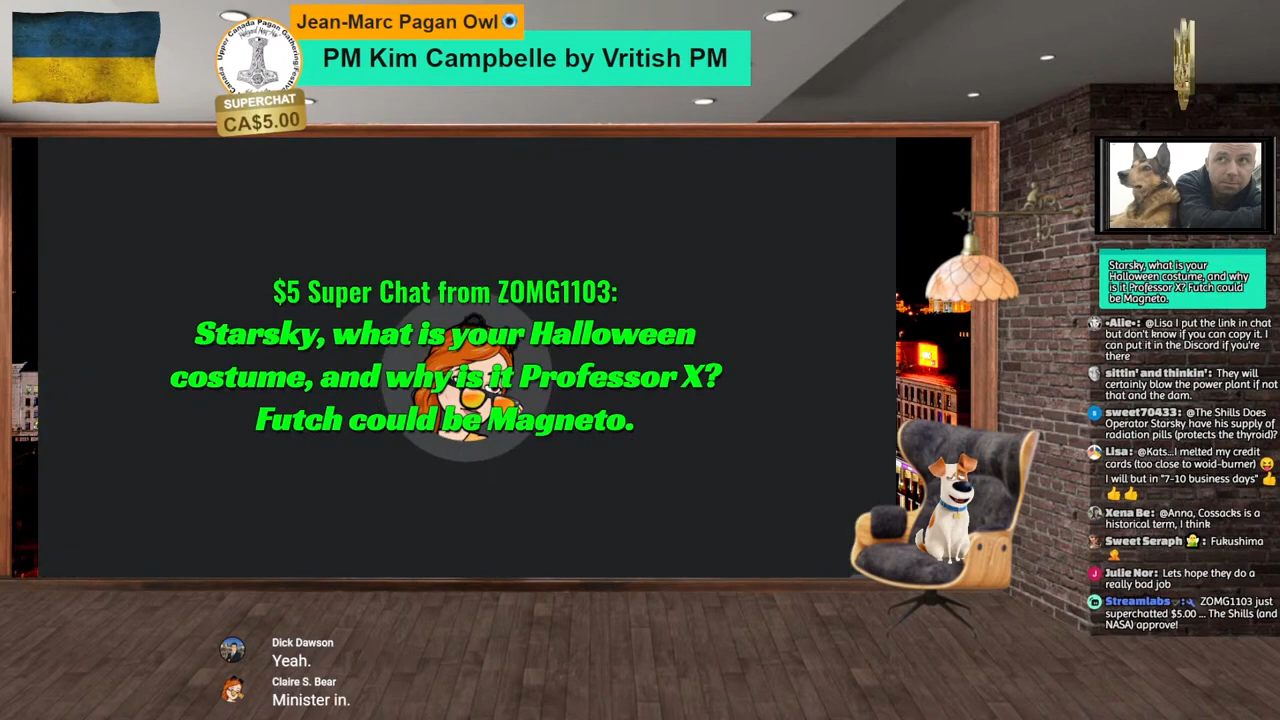 Jean-Marc Pagan Owl
PM Kim Campbelle by Vritish PM
Upper Canada Pagan Gathering Festival
SUPERCHAT
CA$5.00
$5 Super Chat from ZOMG1103:
Starsky, what is your Halloween
costume, and why is it Professor X?
Futch could be Magneto.
Starsky, what is your
Halloween
costume, and why
is it Professor X? Futch could
be Magneto.
•Alie•: @Lisa I put the link in chat
but don't know if you can copy it. I
can put it in the Discord if you're
there
sittin' and thinkin': They will
certainly blow the power plant if not
that and the dam.
sweet70433: @The Shills Does
Operator Starsky have his supply of
radiation pills (protects the thyroid)?
Lisa: @Kats...I melted my credit
cards (too close to woid-burner) 😝
I will but in "7-10 business days" 👍
👍👍
Xena Be: @Anna, Cossacks is a
historical term, I think
Sweet Seraph: Fukushima
Julie Nor: Lets hope they do a
really bad job
Streamlabs: ZOMG1103 just
superchatted $5.00 ... The Shills (and
NASA) approve!
Dick Dawson
Yeah.
Claire S. Bear
Minister in.